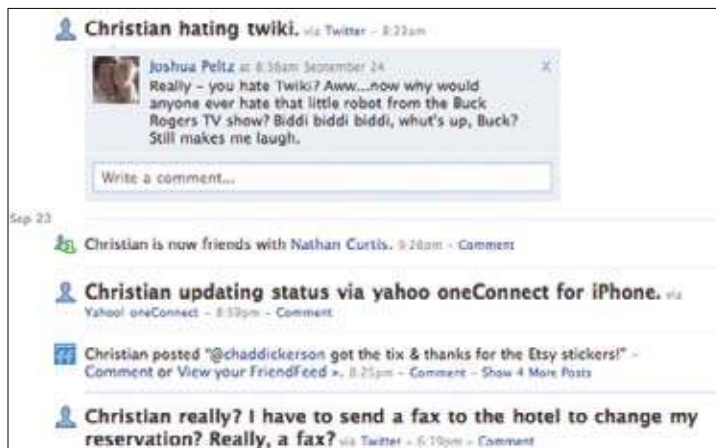 Christian hating twiki. via Twitter - 8:33am
Joshua Peltz at 8:36am September 24 X
Really - you hate Twiki? Aww...now why would
anyone ever hate that little robot from the Buck
Rogers TV show? Biddi biddi biddi, whut's up, Buck?
Still makes me laugh.
Write a comment...
Sep 23
Christian is now friends with Nathan Curtis. 9:28pm - Comment
Christian updating status via yahoo oneConnect for iPhone. via
Yahoo! oneConnect - 8:59pm - Comment
Christian posted "@chaddickerson got the tix & thanks for the Etsy stickers!" -
Comment or View your FriendFeed ». 8:25pm - Comment - Show 4 More Posts
Christian really? I have to send a fax to the hotel to change my
reservation? Really, a fax? via Twitter - 6:19pm - Comment